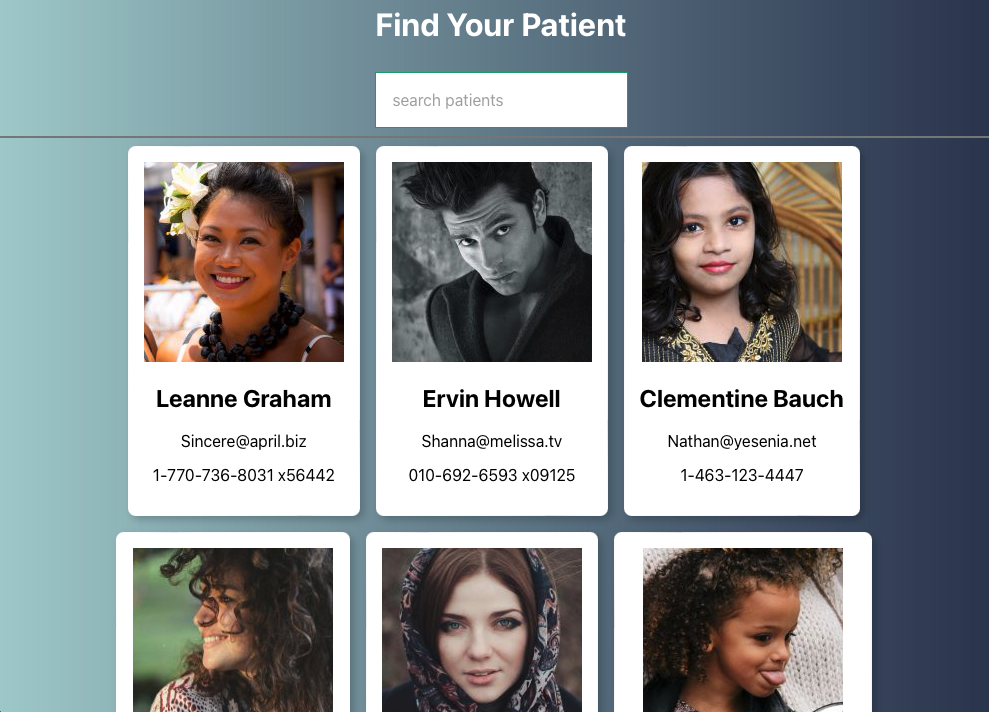 Find Your Patient
search patients
Leanne Graham
Sincere@april.biz
1-770-736-8031 x56442
Ervin Howell
Shanna@melissa.tv
010-692-6593 x09125
Clementine Bauch
Nathan@yesenia.net
1-463-123-4447